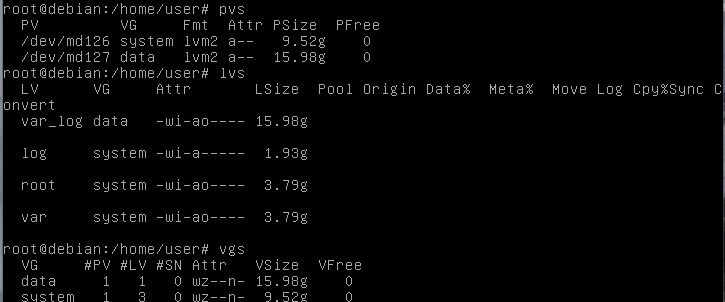 root@debian:/home/user# pvs
  PV         VG     Fmt  Attr PSize  PFree
  /dev/md126 system lvm2 a--   9.52g    0
  /dev/md127 data   lvm2 a--  15.98g    0
root@debian:/home/user# lvs
  LV      VG     Attr       LSize  Pool Origin Data%  Meta%  Move Log Cpy%Sync C
onvert
  var_log data   -wi-ao---- 15.98g
  log     system -wi-a-----  1.93g
  root    system -wi-ao----  3.79g
  var     system -wi-ao----  3.79g
root@debian:/home/user# vgs
  VG     #PV #LV #SN Attr   VSize  VFree
  data     1   1   0 wz--n- 15.98g    0
  system   1   3   0 wz--n-  9.52g    0